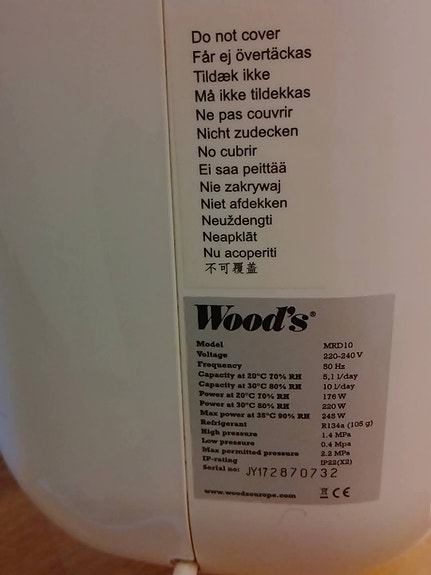 Do not cover
Får ej övertäckas
Tildæk ikke
Må ikke tildekkas
Ne pas couvrir
Nicht zudecken
No cubrir
Ei saa peittää
Nie zakrywaj
Niet afdekken
Neuždengti
Neapklāt
Nu acoperiti
不可覆盖
Wood's®
Model MRD10
Voltage 220-240 V
Frequency 50 Hz
Capacity at 20°C 70% RH 5,1 l/day
Capacity at 30°C 80% RH 10 l/day
Power at 20°C 70% RH 176 W
Power at 30°C 80% RH 220 W
Max power at 35°C 90% RH 245 W
Refrigerant R134a (105 g)
High pressure 1.4 MPa
Low pressure 0.4 Mpa
Max permitted pressure 2.2 MPa
IP-rating IP22(X2)
Serial no: JY172870732
www.woodseurope.com CE